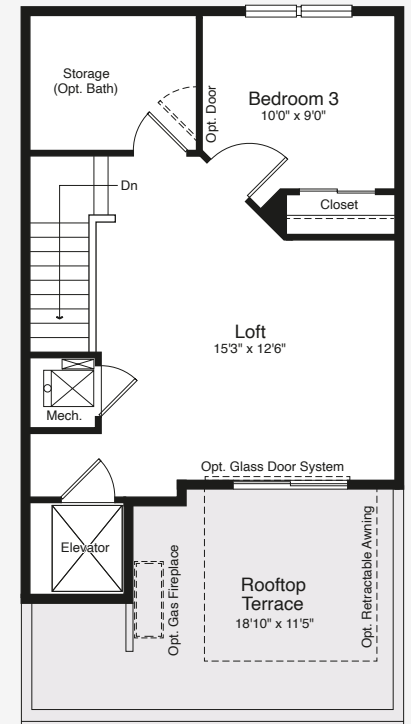 Storage
(Opt. Bath)
Opt. Door
Bedroom 3
10'0" x 9'0"
Dn
Closet
Loft
15'3" x 12'6"
Mech.
Opt. Glass Door System
Elevator
Opt. Gas Fireplace
Rooftop
Terrace
18'10" x 11'5"
Opt. Retractable Awning